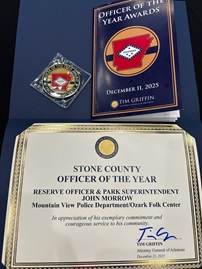 OFFICER OF
THE YEAR AWARDS
DECEMBER 11, 2025
TIM GRIFFIN
STONE COUNTY
OFFICER OF THE YEAR
RESERVE OFFICER & PARK SUPERINTENDENT
JOHN MORROW
Mountain View Police Department/Ozark Folk Center
In appreciation of his exemplary commitment and
courageous service to his community.
TIM GRIFFIN
Attorney General of Arkansas